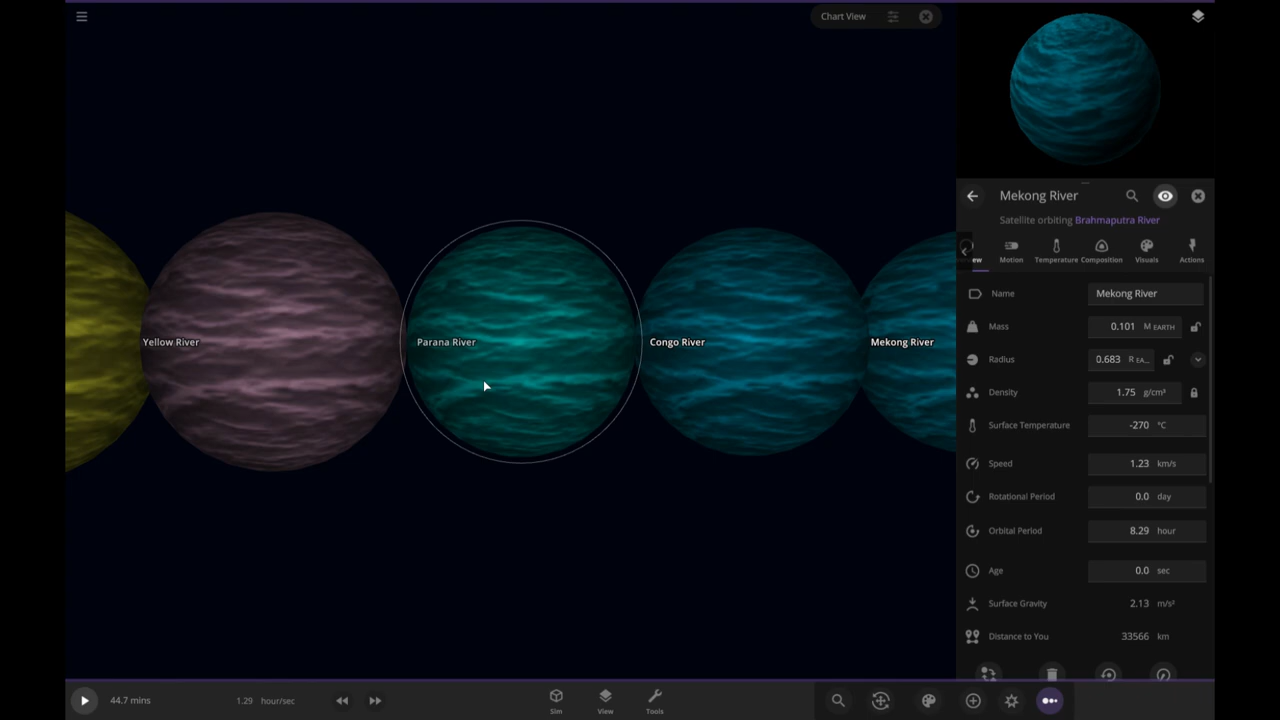 Chart View
Yellow River
Parana River
Congo River
Mekong River
Mekong River
Satellite orbiting Brahmaputra River
ew Motion Temperature Composition Visuals Actions
Name Mekong River
Mass 0.101 M EARTH
Radius 0.683 R EA...
Density 1.75 g/cm³
Surface Temperature -270 °C
Speed 1.23 km/s
Rotational Period 0.0 day
Orbital Period 8.29 hour
Age 0.0 sec
Surface Gravity 2.13 m/s²
Distance to You 33566 km
44.7 mins 1.29 hour/sec
Sim View Tools